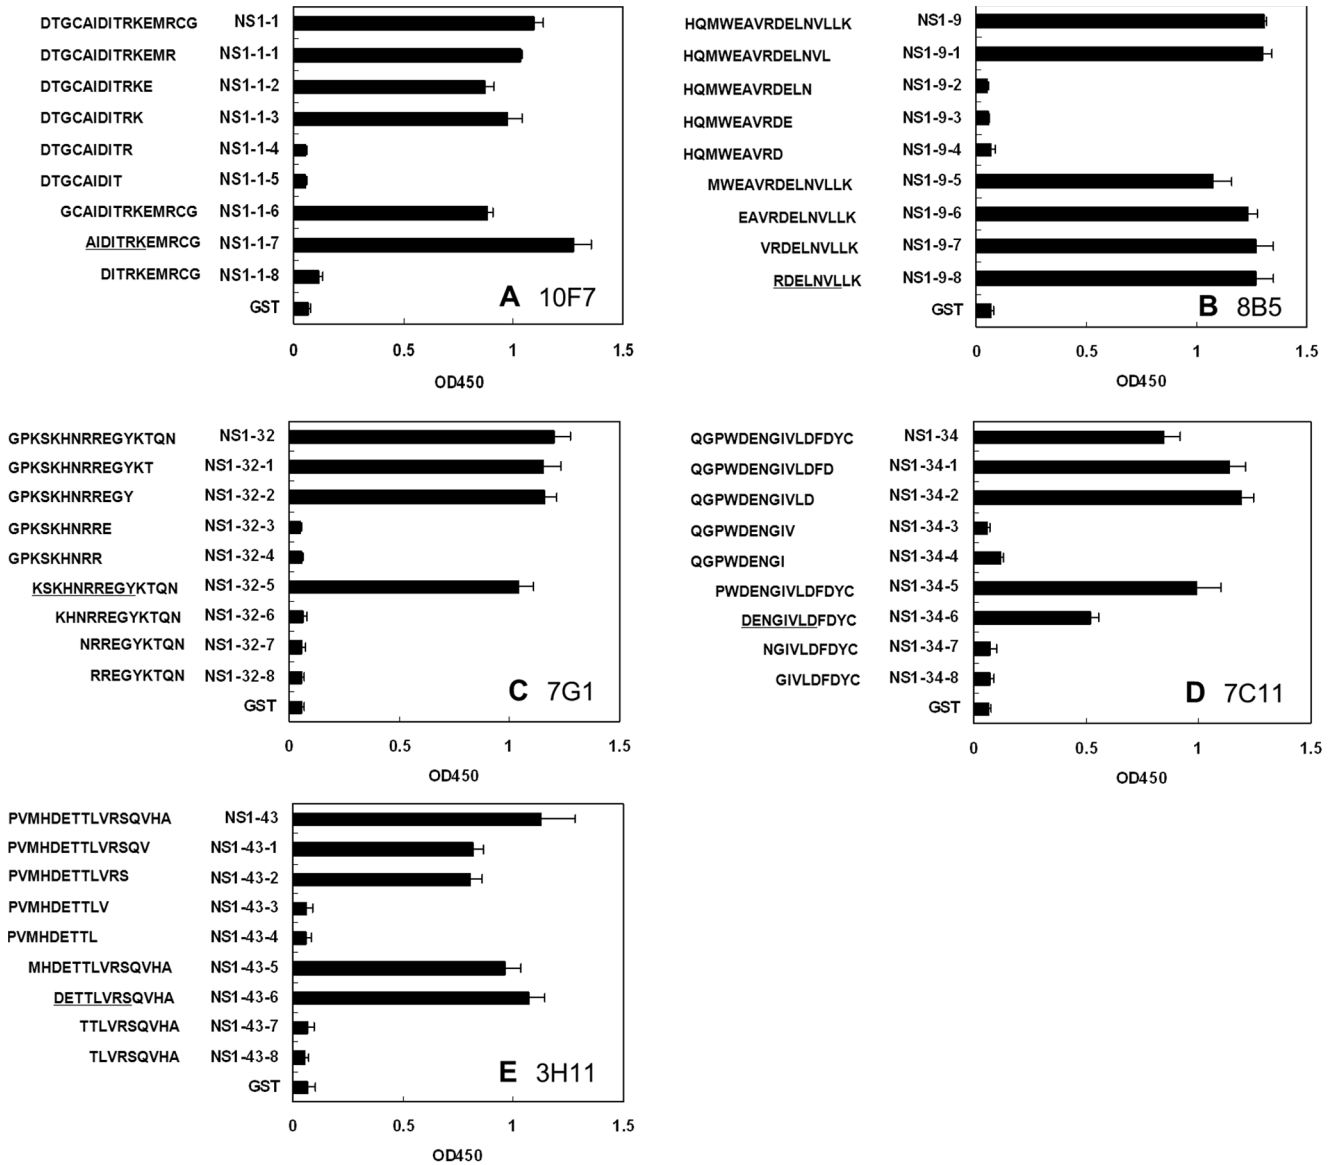 DTGCAIDITRKEMRCG NS1-1
DTGCAIDITRKEMR NS1-1-1
DTGCAIDITRKE NS1-1-2
DTGCAIDITRK NS1-1-3
DTGCAIDITR NS1-1-4
DTGCAIDIT NS1-1-5
GCAIDITRKEMRCG NS1-1-6
AIDITRKEMRCG NS1-1-7
DITRKEMRCG NS1-1-8
GST
A 10F7
0 0.5 1 1.5
OD450
HQMWEAVRDELNVLLK NS1-9
HQMWEAVRDELNVL NS1-9-1
HQMWEAVRDELN NS1-9-2
HQMWEAVRDE NS1-9-3
HQMWEAVRD NS1-9-4
MWEAVRDELNVLLK NS1-9-5
EAVRDELNVLLK NS1-9-6
VRDELNVLLK NS1-9-7
RDELNVLLK NS1-9-8
GST
B 8B5
0 0.5 1 1.5
OD450
GPKSKHNRREGYKTQN NS1-32
GPKSKHNRREGYKT NS1-32-1
GPKSKHNRREGY NS1-32-2
GPKSKHNRRE NS1-32-3
GPKSKHNRR NS1-32-4
KSKHNRREGYKTQN NS1-32-5
KHNRREGYKTQN NS1-32-6
NRREGYKTQN NS1-32-7
RREGYKTQN NS1-32-8
GST
C 7G1
0 0.5 1 1.5
OD450
QGPWDENGIVLDFDYC NS1-34
QGPWDENGIVLDFD NS1-34-1
QGPWDENGIVLD NS1-34-2
QGPWDENGIV NS1-34-3
QGPWDENGI NS1-34-4
PWDENGIVLDFDYC NS1-34-5
DENGIVLDFDYC NS1-34-6
NGIVLDFDYC NS1-34-7
GIVLDFDYC NS1-34-8
GST
D 7C11
0 0.5 1 1.5
OD450
PVMHDETTLVRSQVHA NS1-43
PVMHDETTLVRSQV NS1-43-1
PVMHDETTLVRS NS1-43-2
PVMHDETTLV NS1-43-3
PVMHDETTL NS1-43-4
MHDETTLVRSQVHA NS1-43-5
DETTLVRSQVHA NS1-43-6
TTLVRSQVHA NS1-43-7
TLVRSQVHA NS1-43-8
GST
E 3H11
0 0.5 1 1.5
OD450